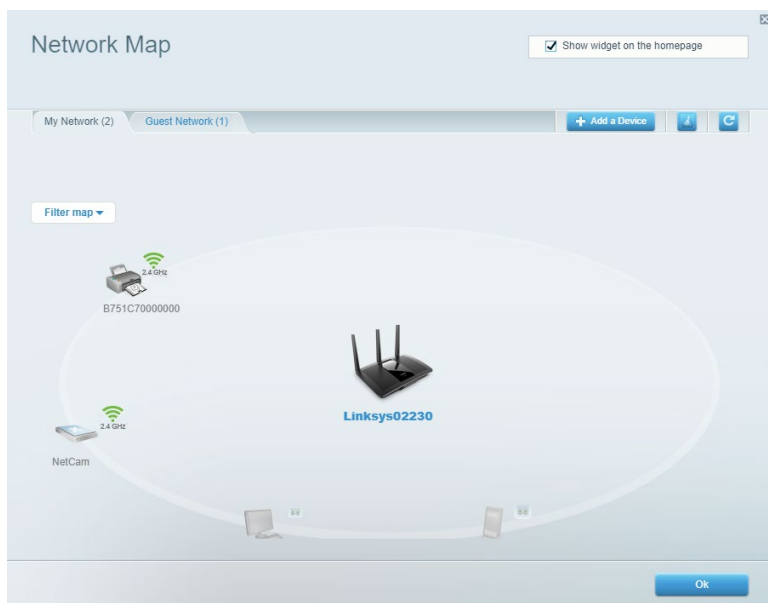 Network Map
Show widget on the homepage
My Network (2)
Guest Network (1)
Add a Device
Filter map
2.4 GHz
B751C70000000
Linksys02230
2.4 GHz
NetCam
Ok